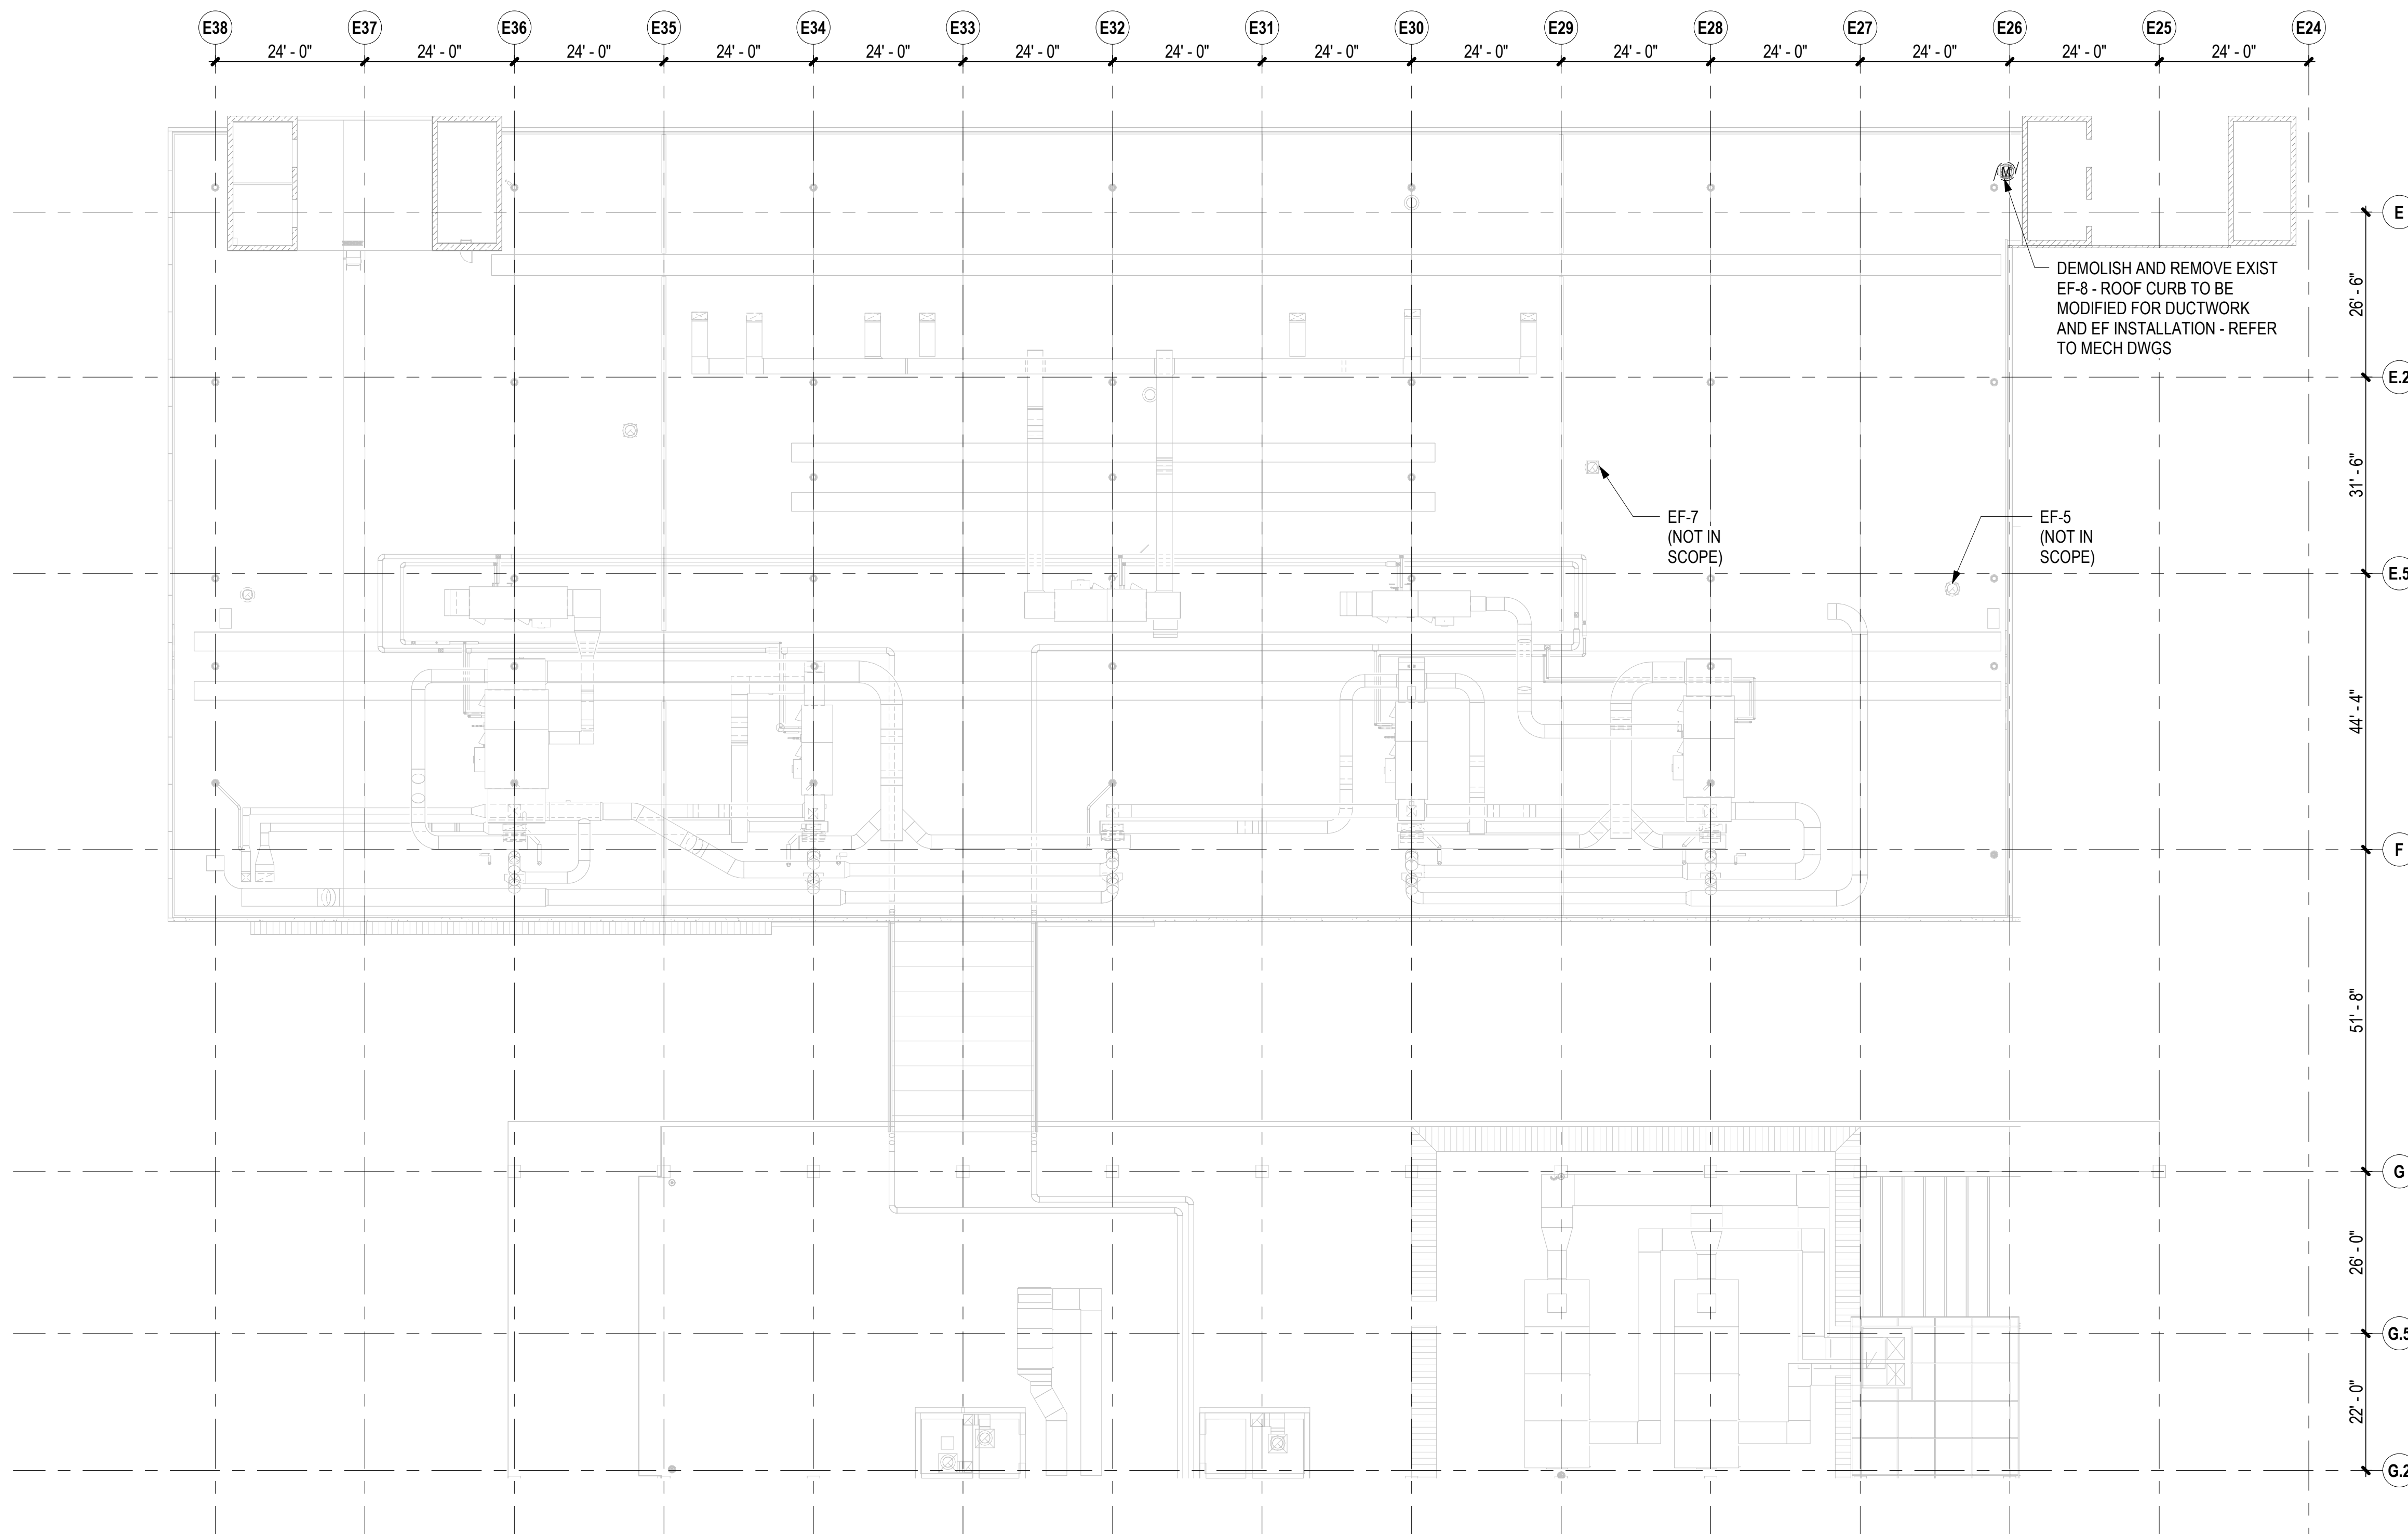 E38 E37 E36 E35 E34 E33 E32 E31 E30 E29 E28 E27 E26 E25 E24
24' - 0" 24' - 0" 24' - 0" 24' - 0" 24' - 0" 24' - 0" 24' - 0" 24' - 0" 24' - 0" 24' - 0" 24' - 0" 24' - 0" 24' - 0" 24' - 0"
M
E
DEMOLISH AND REMOVE EXIST
EF-8 - ROOF CURB TO BE
MODIFIED FOR DUCTWORK
AND EF INSTALLATION - REFER
TO MECH DWGS
26' - 6"
E.2
31' - 6"
EF-7
(NOT IN
SCOPE)
EF-5
(NOT IN
SCOPE)
E.5
44' - 4"
F
51' - 8"
G
26' - 0"
G.5
22' - 0"
G.2